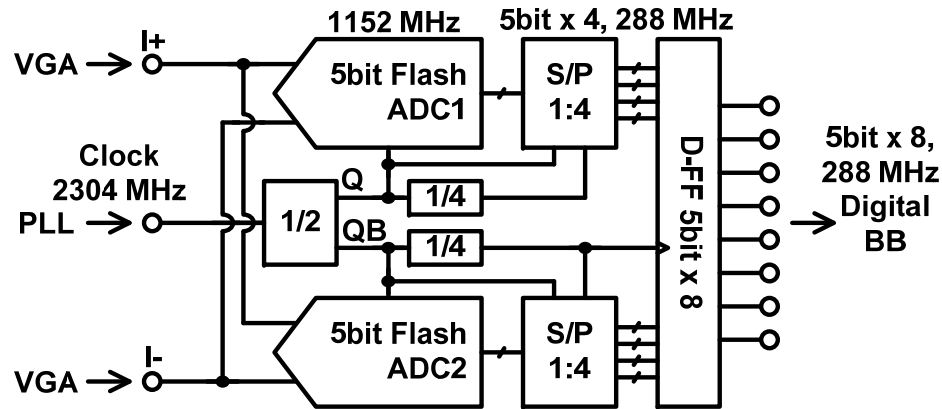 1152 MHz
5bit x 4, 288 MHz
I+
VGA
5bit Flash
ADC1
S/P
1:4
D-FF 5bit x 8
5bit x 8,
288 MHz
Digital
BB
Clock
2304 MHz
PLL
1/2
Q
1/4
QB
1/4
5bit Flash
ADC2
S/P
1:4
I-
VGA